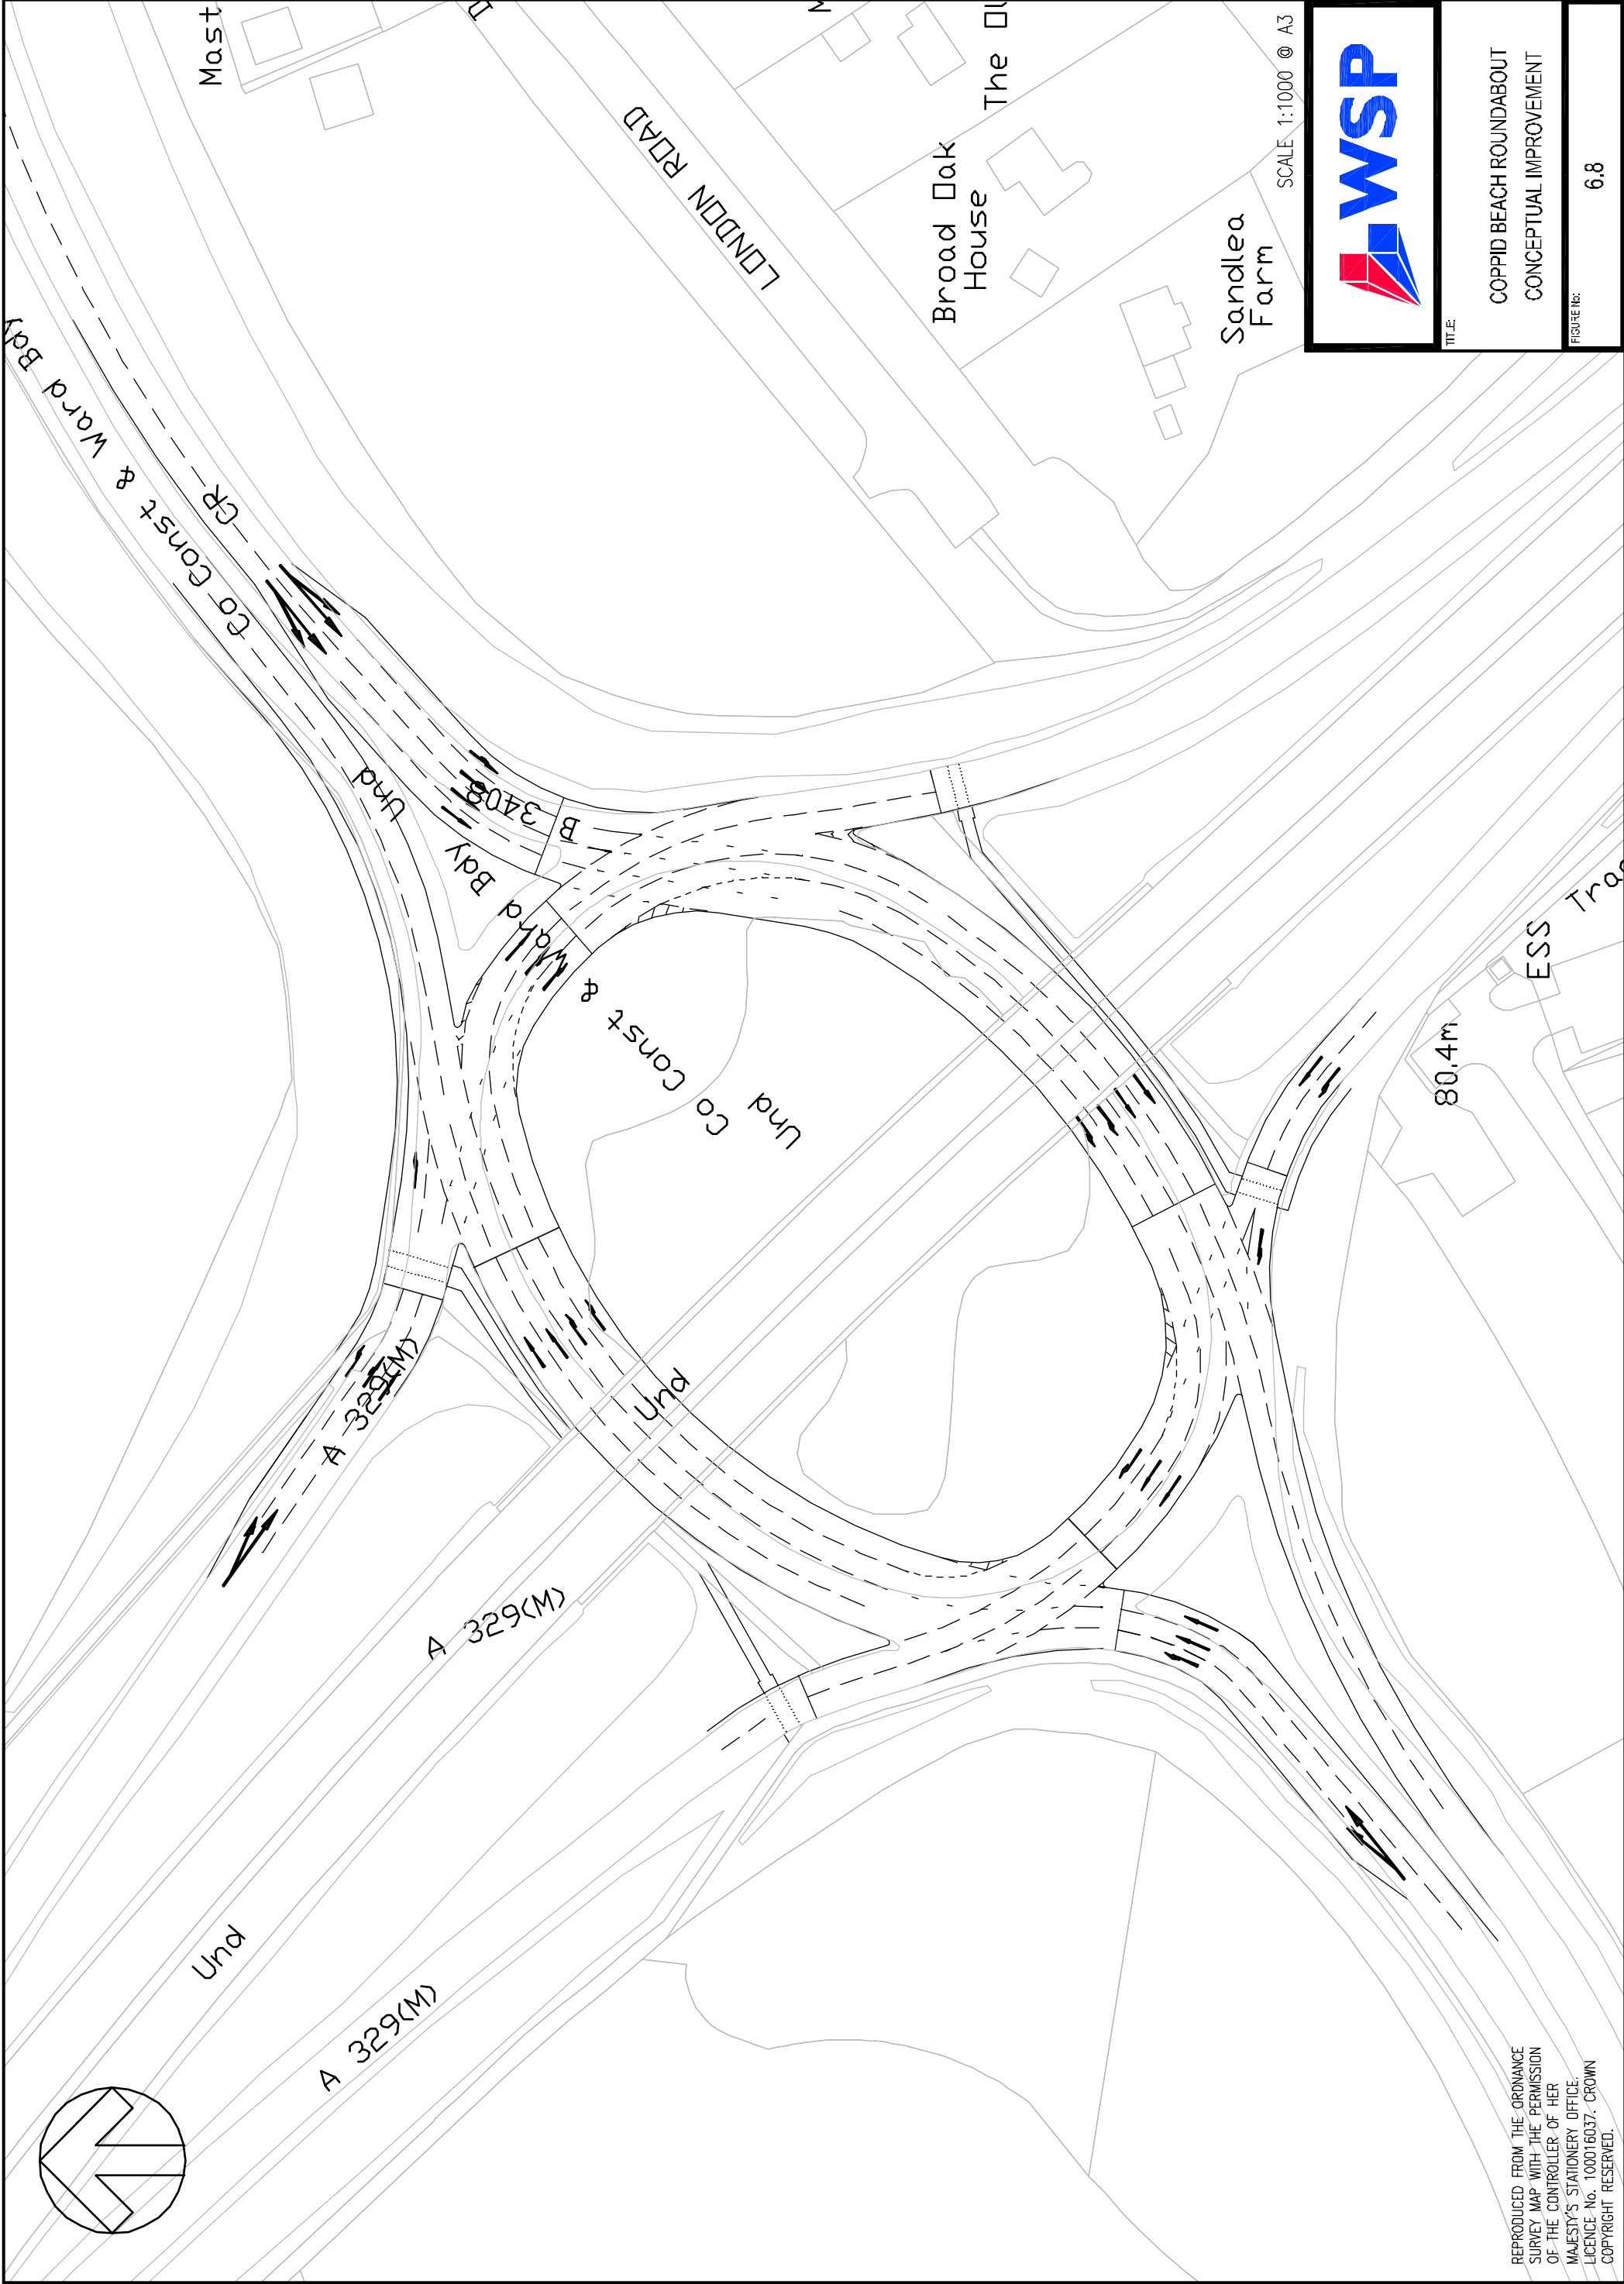 Mast
D
M
The Ou
LONDON ROAD
Broad Oak
House
Sandlea
Farm
SCALE 1:1000 @ A3
WSP
TITLE:
COPPID BEACH ROUNDABOUT
CONCEPTUAL IMPROVEMENT
FIGURE No:
6.8
Co Const & Ward Bdy
CR
Und
B 3408
Co Const & Ward Bdy
Und
Und
ESS
Trac
80.4m
A 329(M)
A 329(M)
A 329(M)
Und
REPRODUCED FROM THE ORDNANCE
SURVEY MAP WITH THE PERMISSION
OF THE CONTROLLER OF HER
MAJESTY'S STATIONERY OFFICE.
LICENCE No. 100016037. CROWN
COPYRIGHT RESERVED.